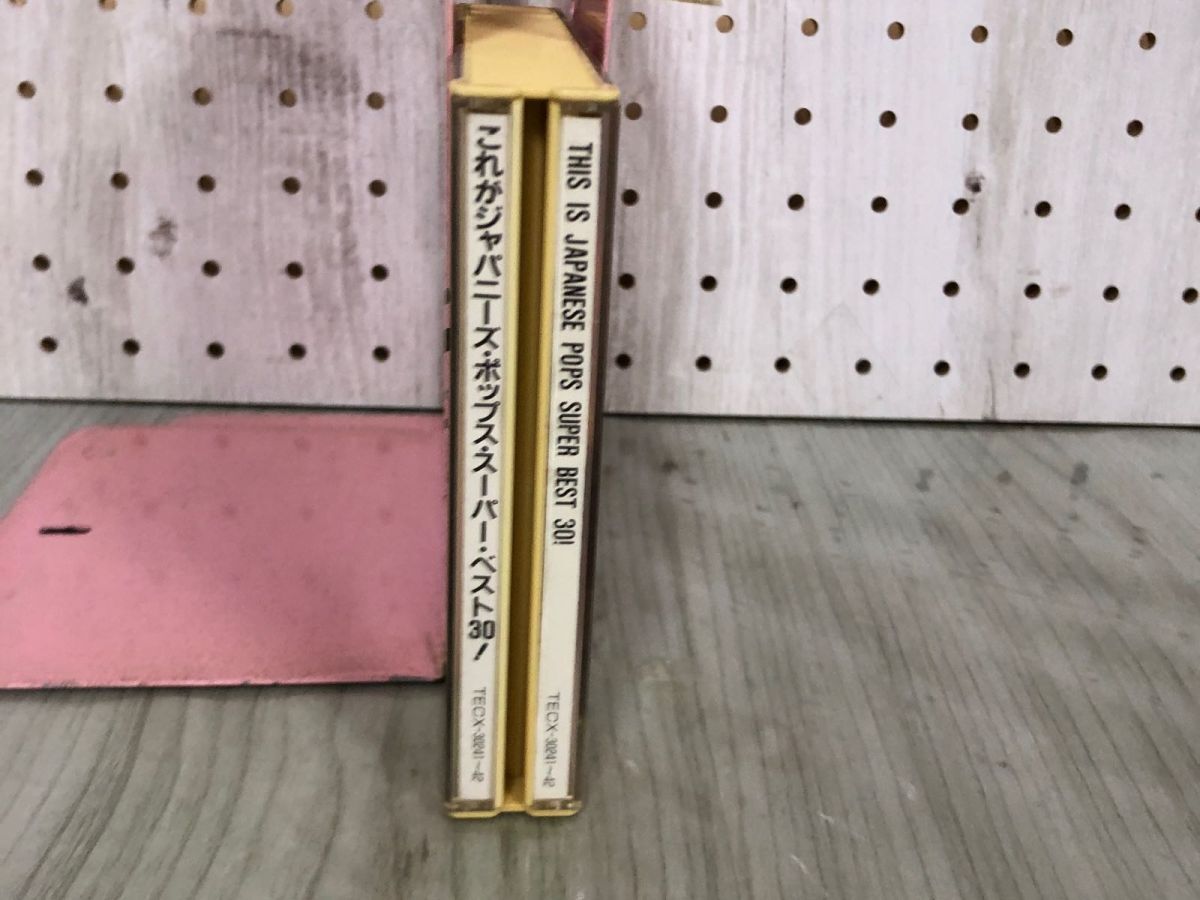 これがジャパニーズ・ポップス・スーパー・ベスト30!
TECX-30241~42
THIS IS JAPANESE POPS SUPER BEST 30!
TECX-30241~42